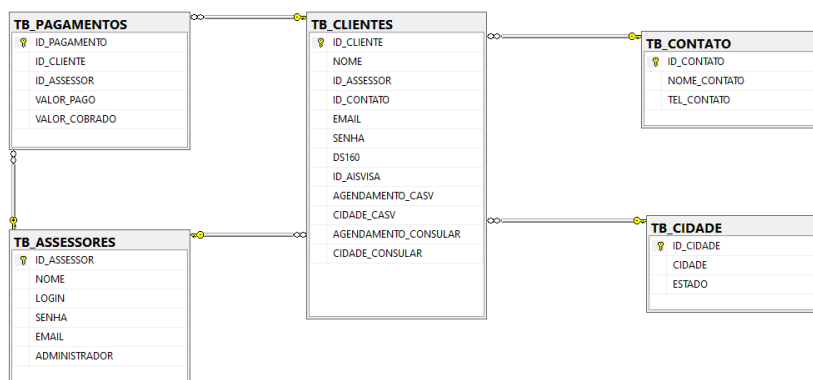 TB_PAGAMENTOS
ID_PAGAMENTO
ID_CLIENTE
ID_ASSESSOR
VALOR_PAGO
VALOR_COBRADO
TB_CLIENTES
ID_CLIENTE
NOME
ID_ASSESSOR
ID_CONTATO
EMAIL
SENHA
DS160
ID_AISVISA
AGENDAMENTO_CASV
CIDADE_CASV
AGENDAMENTO_CONSULAR
CIDADE_CONSULAR
TB_CONTATO
ID_CONTATO
NOME_CONTATO
TEL_CONTATO
TB_ASSESSORES
ID_ASSESSOR
NOME
LOGIN
SENHA
EMAIL
ADMINISTRADOR
TB_CIDADE
ID_CIDADE
CIDADE
ESTADO